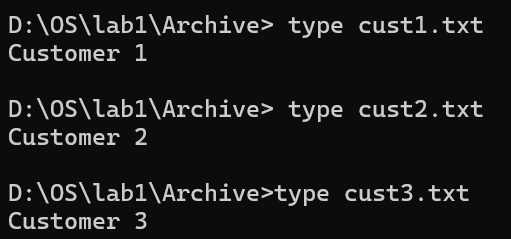 D:\OS\lab1\Archive> type cust1.txt
Customer 1
D:\OS\lab1\Archive> type cust2.txt
Customer 2
D:\OS\lab1\Archive>type cust3.txt
Customer 3